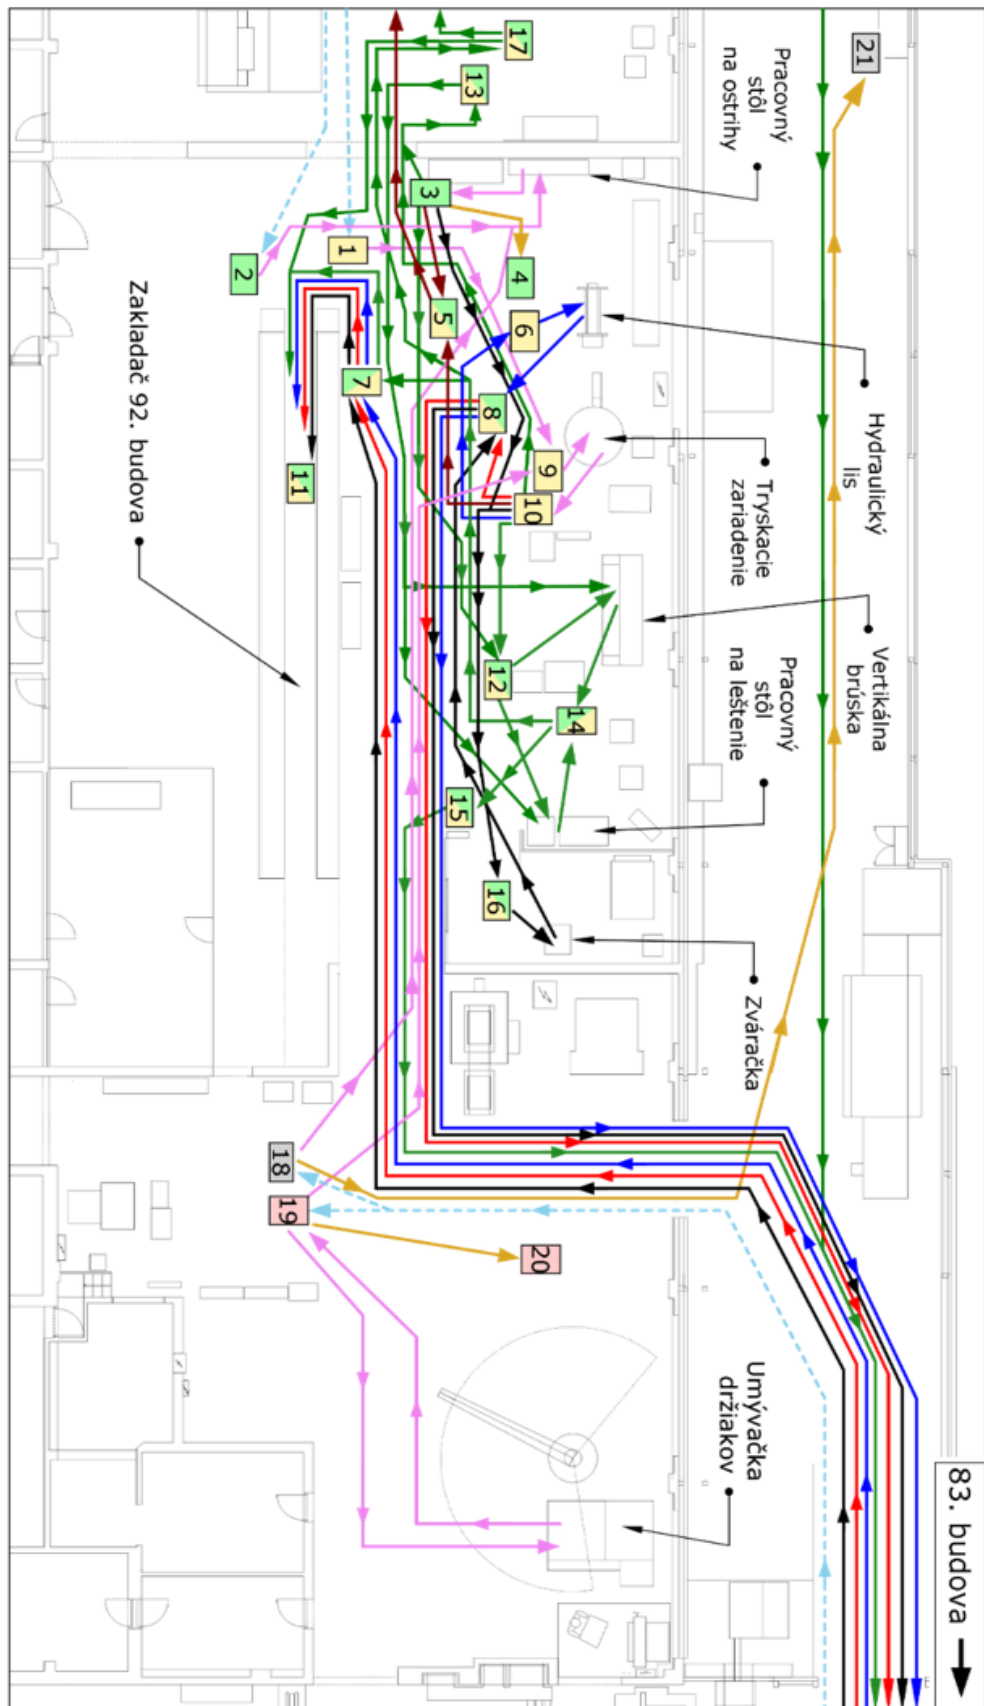 21
Pracovný
stôl
na ostrihy
17
13
3
4
2
1
5
6
7
8
9
10
11
12
14
15
16
18
19
20
Hydraulický
lis
Tryskacie
zariadenie
Zakladač 92. budova
Vertikálna
brúska
Pracovný
stôl
na leštenie
Zváračka
Umývačka
držiakov
83. budova